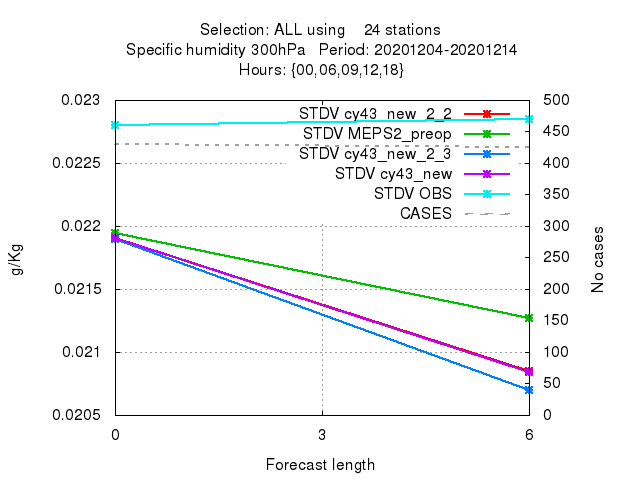 Selection: ALL using    24 stations
Specific humidity 300hPa   Period: 20201204-20201214
Hours: {00,06,09,12,18}
0.023
0.0225
0.022
0.0215
0.021
0.0205
500
450
400
350
300
250
200
150
100
50
0
STDV cy43_new_2_2
STDV MEPS2_preop
STDV cy43_new_2_3
STDV cy43_new
STDV OBS
CASES
g/Kg
No cases
0
3
6
Forecast length